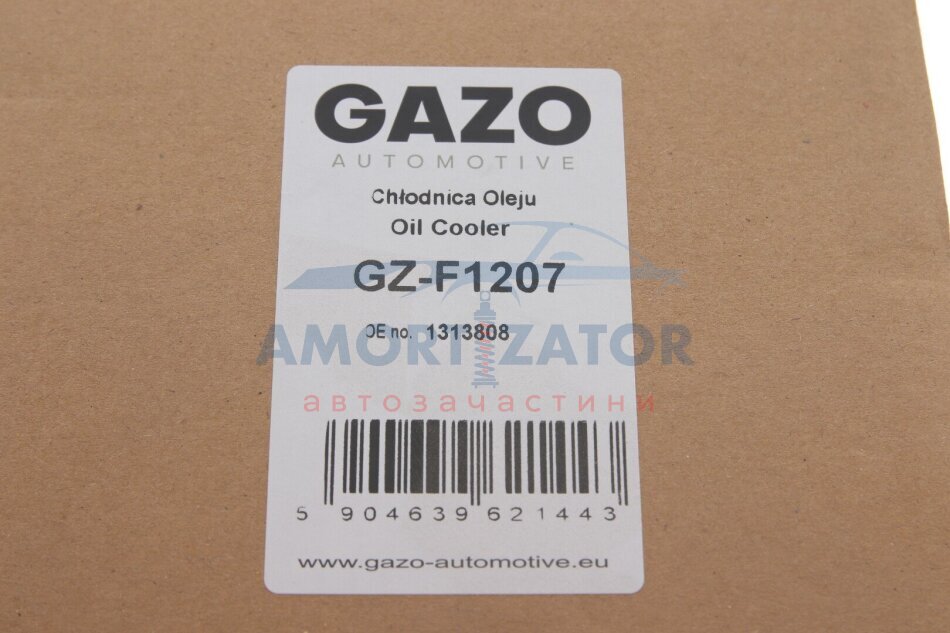 GAZO
AUTOMOTIVE
Chłodnica Oleju
Oil Cooler
GZ-F1207
OE no. 1313808
AMORTIZATOR
автозачастини
5 904639 621443
www.gazo-automotive.eu